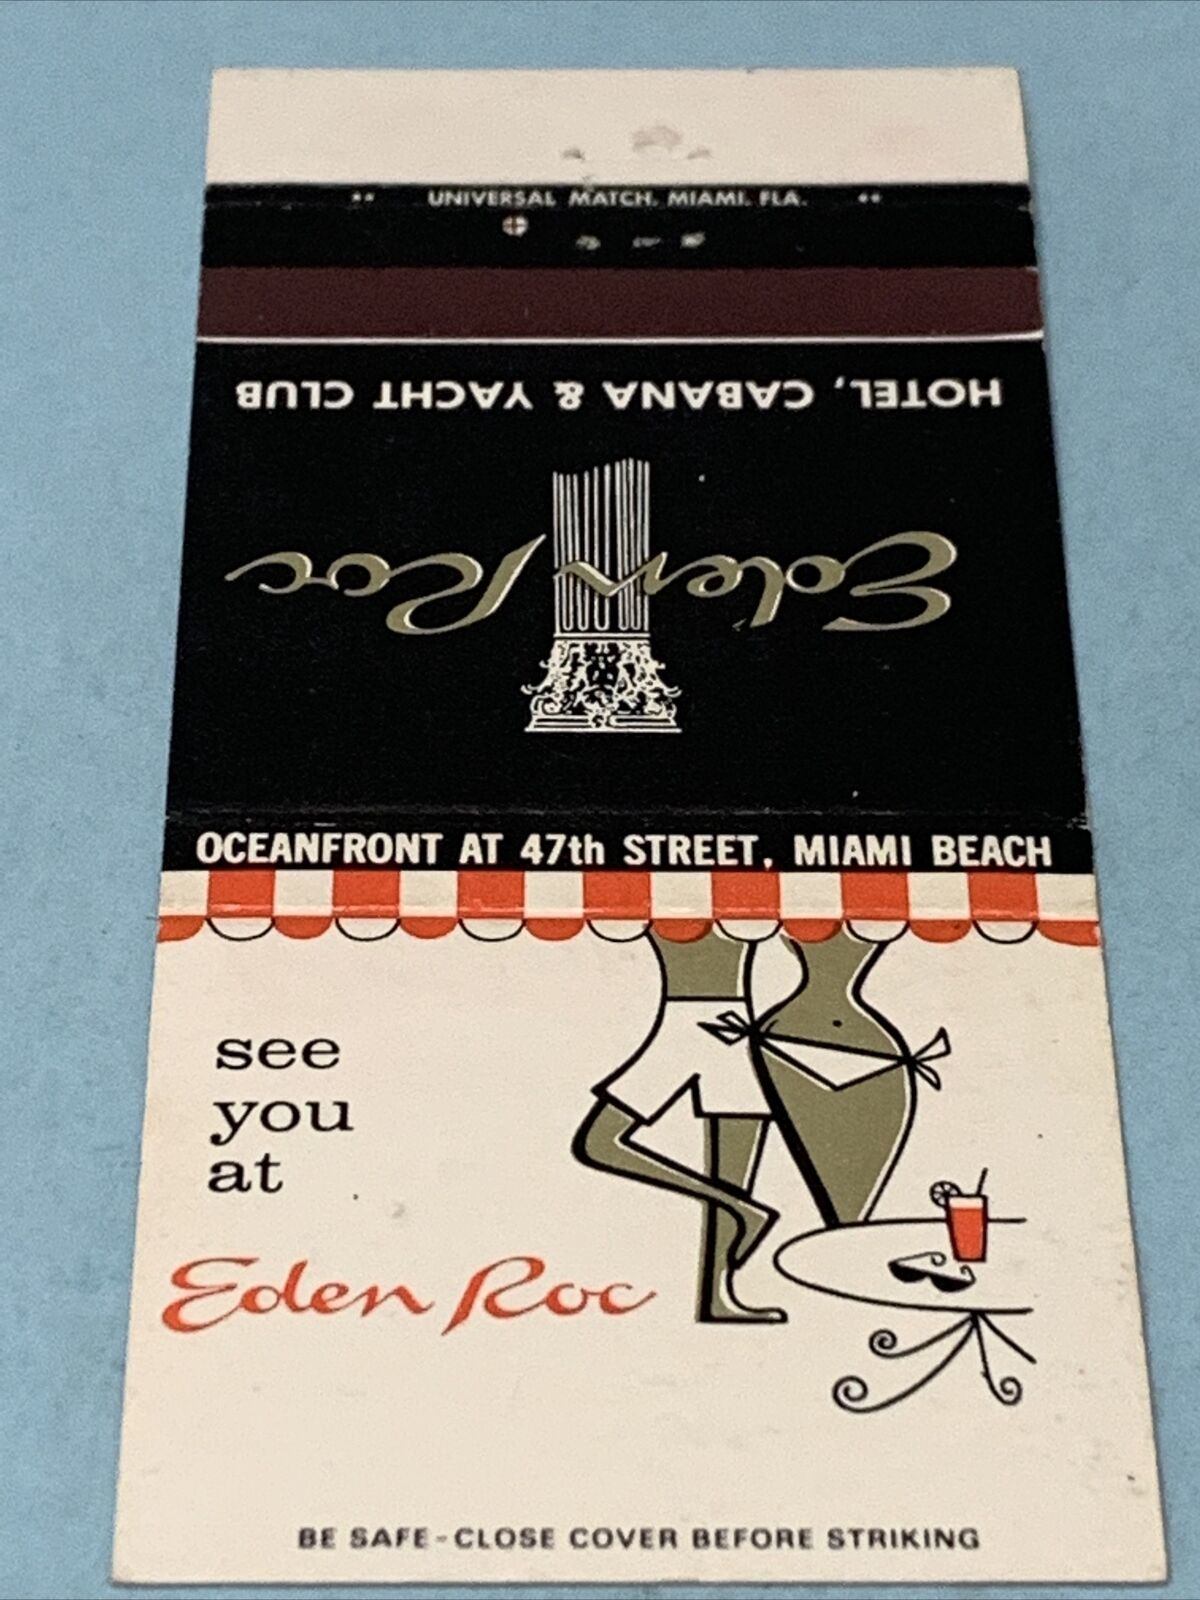 UNIVERSAL MATCH, MIAMI, FLA.
HOTEL, CABANA & YACHT CLUB
Eden Roc
OCEANFRONT AT 47th STREET, MIAMI BEACH
see
you
at
Eden Roc
BE SAFE - CLOSE COVER BEFORE STRIKING